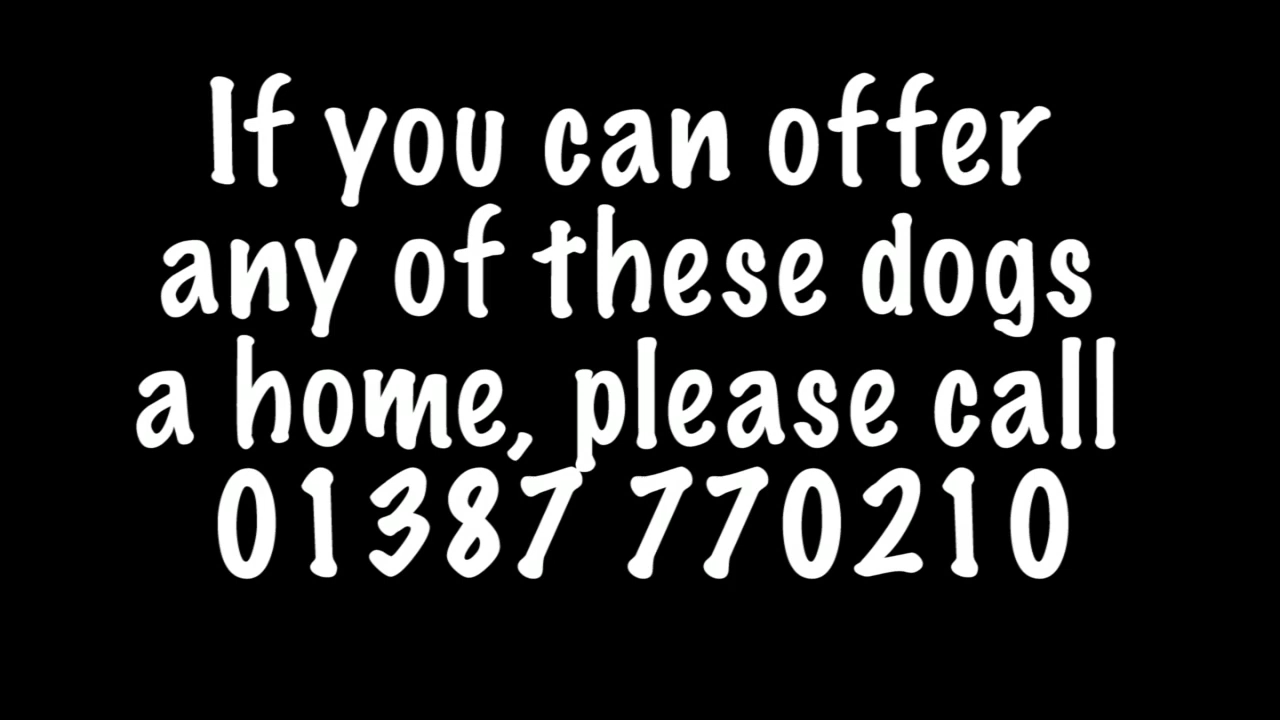 If you can offer
any of these dogs
a home, please call
01387 770210